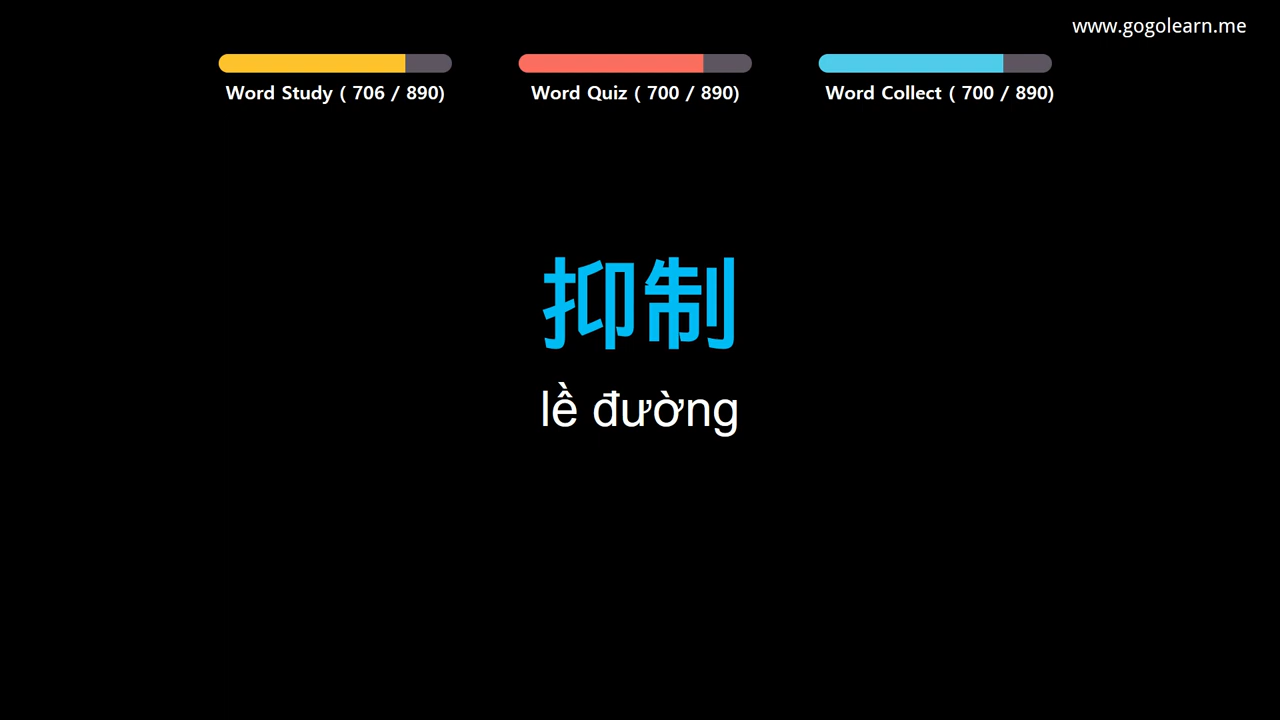 www.gogolearn.me
Word Study ( 706 / 890)
Word Quiz ( 700 / 890)
Word Collect ( 700 / 890)
抑制
lề đường